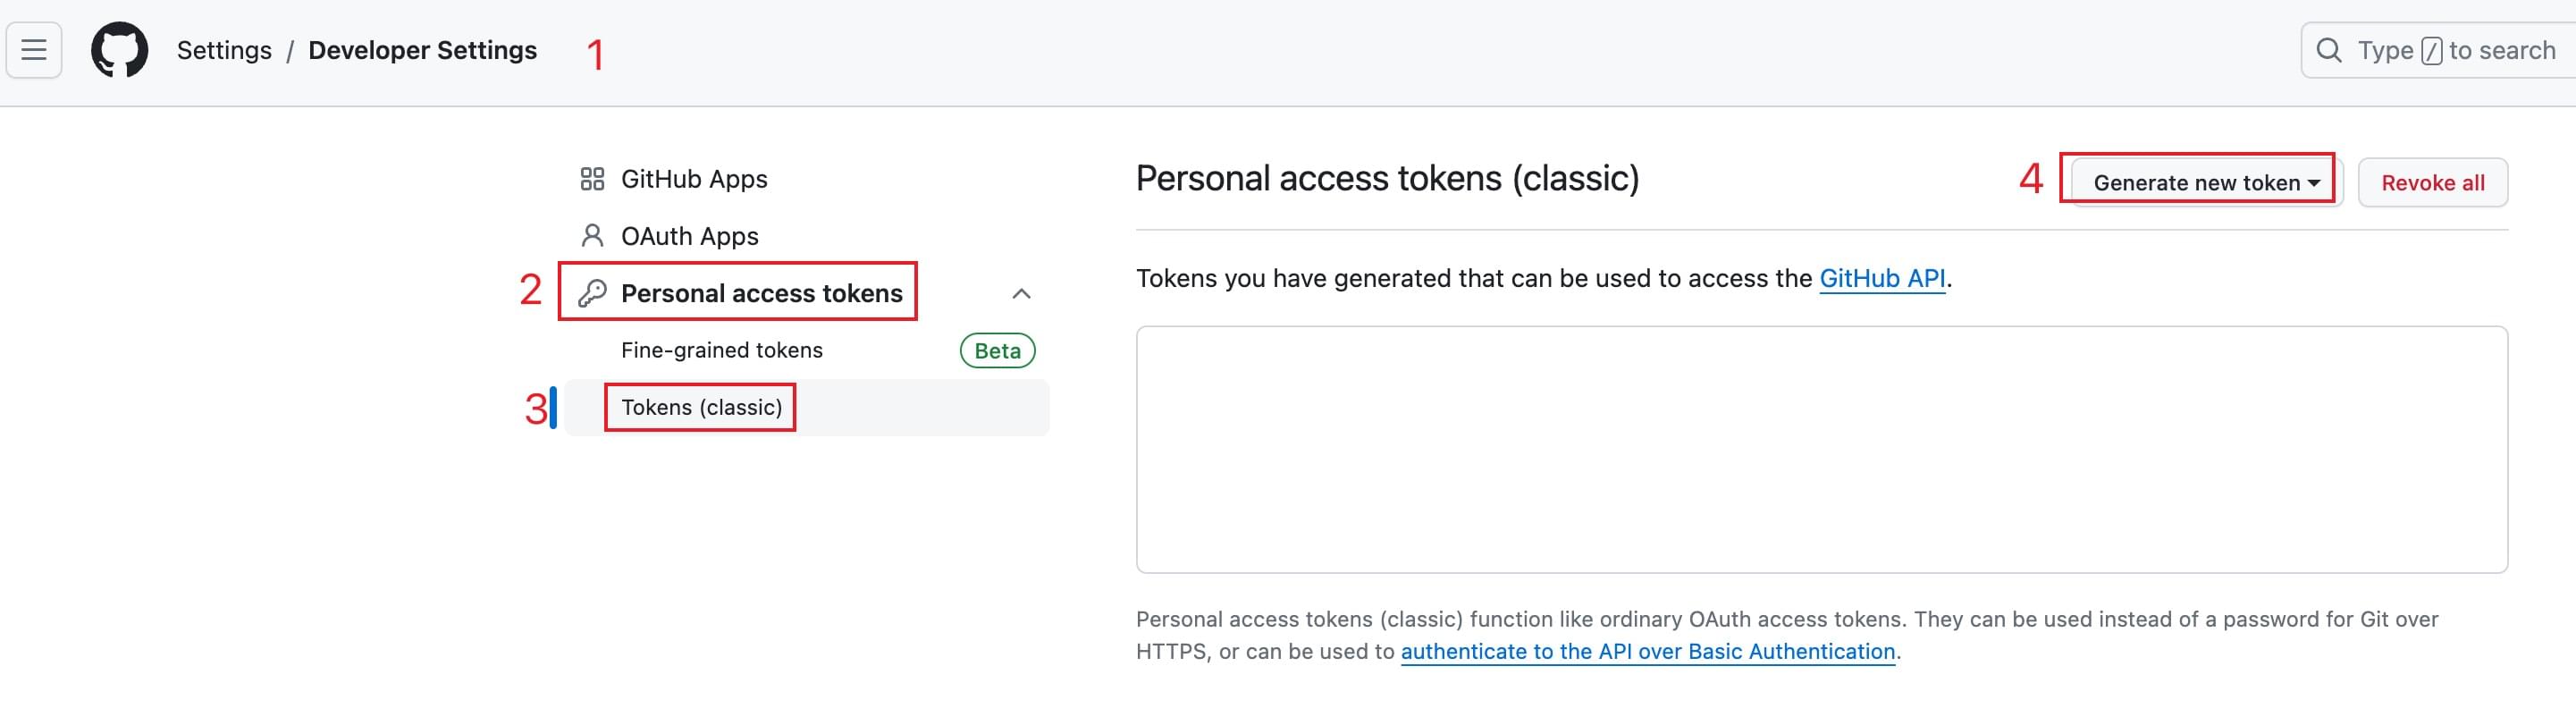 Settings / Developer Settings 1
Type / to search
GitHub Apps
OAuth Apps
2 Personal access tokens
Fine-grained tokens Beta
3 Tokens (classic)
Personal access tokens (classic)
4 Generate new token Revoke all
Tokens you have generated that can be used to access the GitHub API.
Personal access tokens (classic) function like ordinary OAuth access tokens. They can be used instead of a password for Git over
HTTPS, or can be used to authenticate to the API over Basic Authentication.